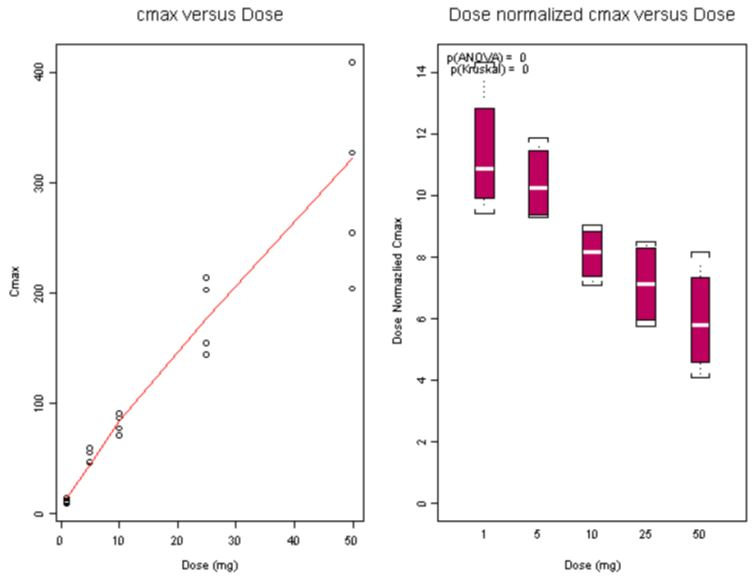 cmax versus Dose
Cmax
400
300
200
100
0
0 10 20 30 40 50
Dose (mg)
Dose normalized cmax versus Dose
p(ANOVA) = 0
p(Kruskal) = 0
Dose Normazlied Cmax
14
12
10
8
6
4
2
0
1 5 10 25 50
Dose (mg)